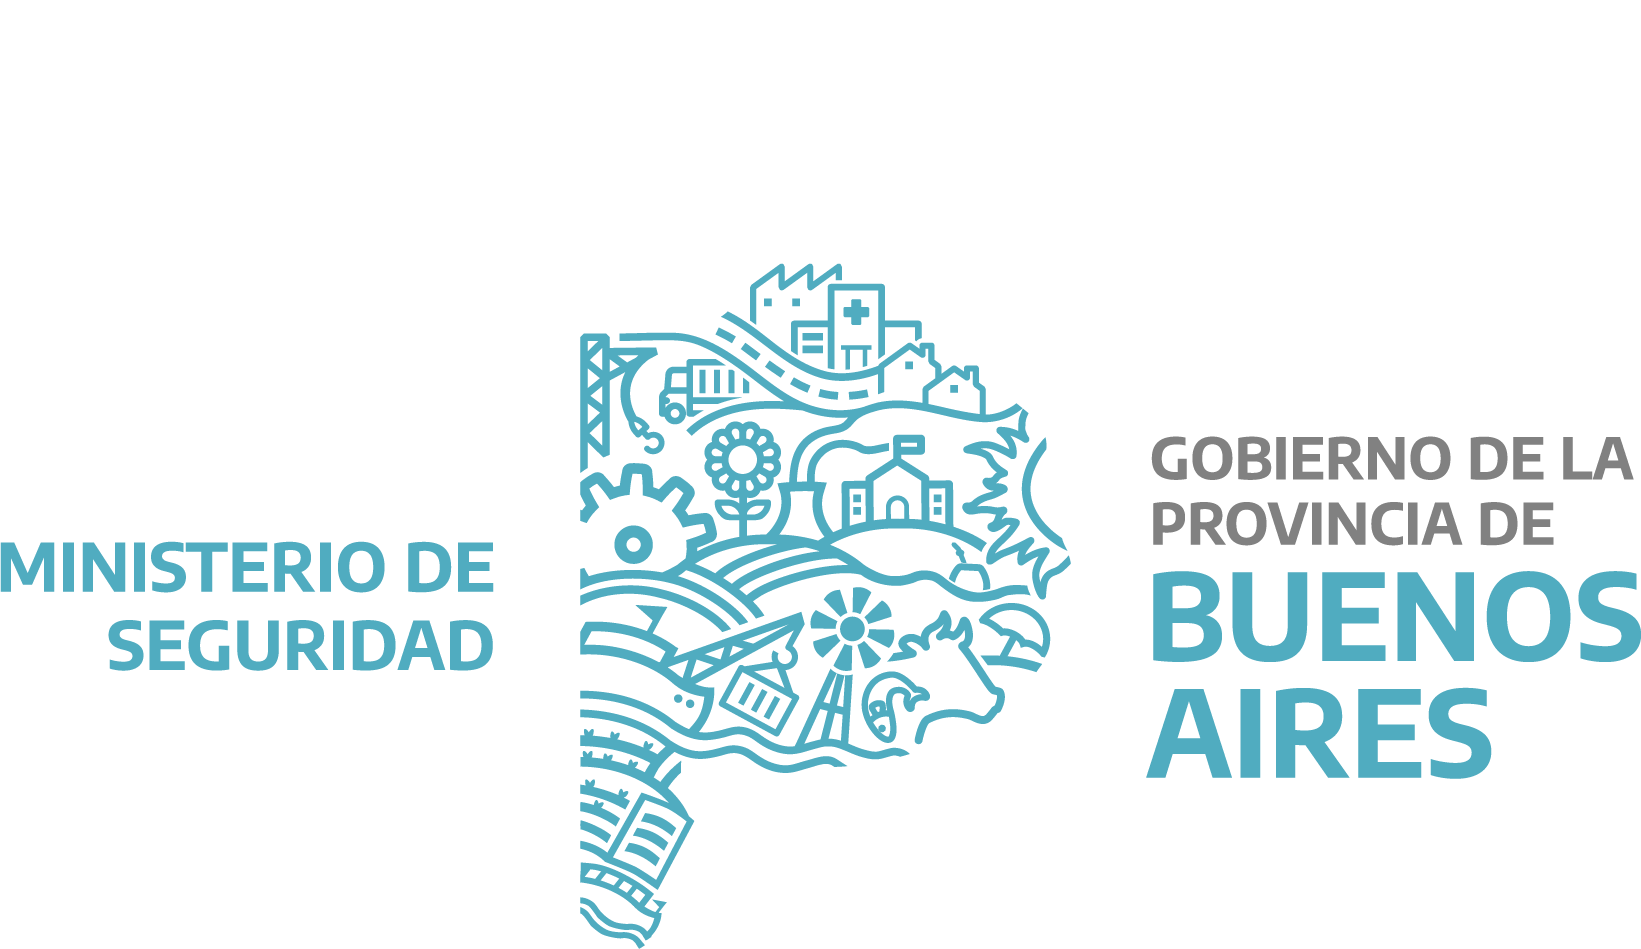 MINISTERIO DE
SEGURIDAD
GOBIERNO DE LA
PROVINCIA DE
BUENOS
AIRES